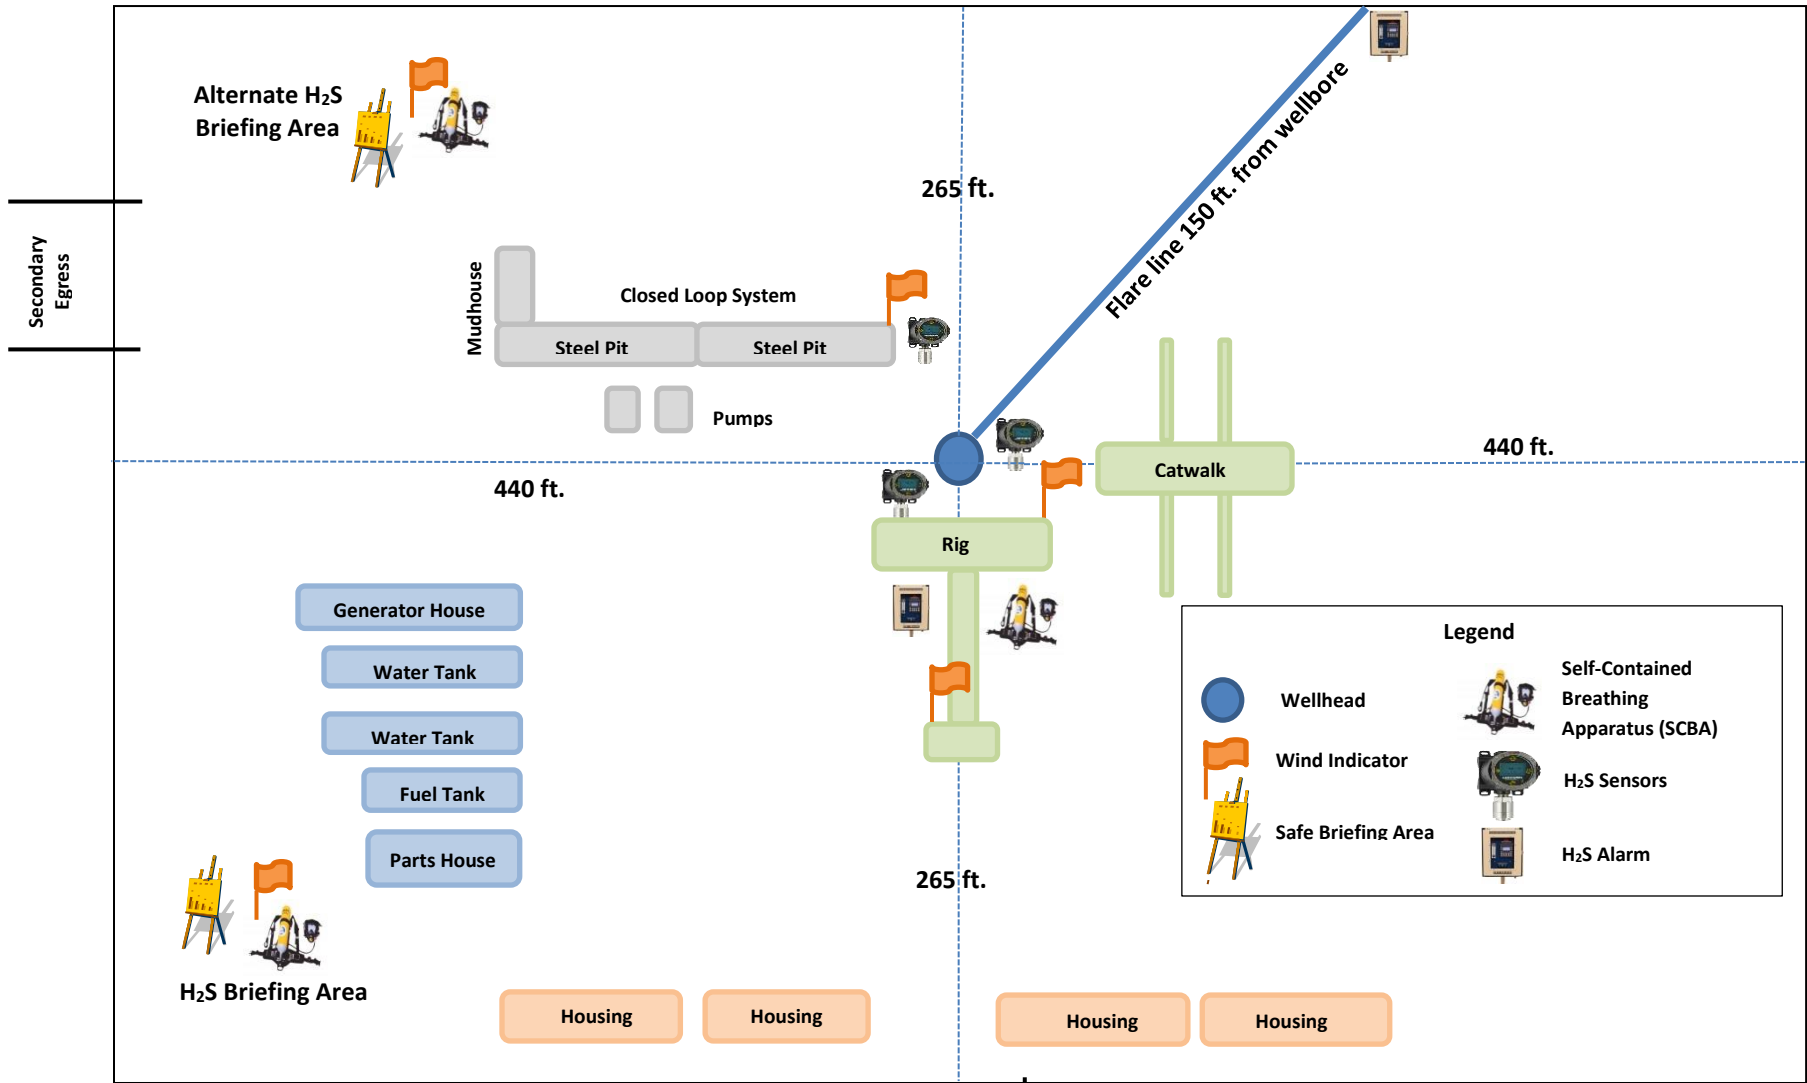 Alternate H₂S
Briefing Area
265 ft.
Flare line 150 ft. from wellbore
Secondary
Egress
Mudhouse
Closed Loop System
Steel Pit
Steel Pit
Pumps
440 ft.
Catwalk
440 ft.
Rig
Generator House
Water Tank
Water Tank
Fuel Tank
Parts House
H₂S Briefing Area
265 ft.
Housing
Housing
Housing
Housing
Legend
Wellhead
Wind Indicator
Safe Briefing Area
Self-Contained
Breathing
Apparatus (SCBA)
H₂S Sensors
H₂S Alarm